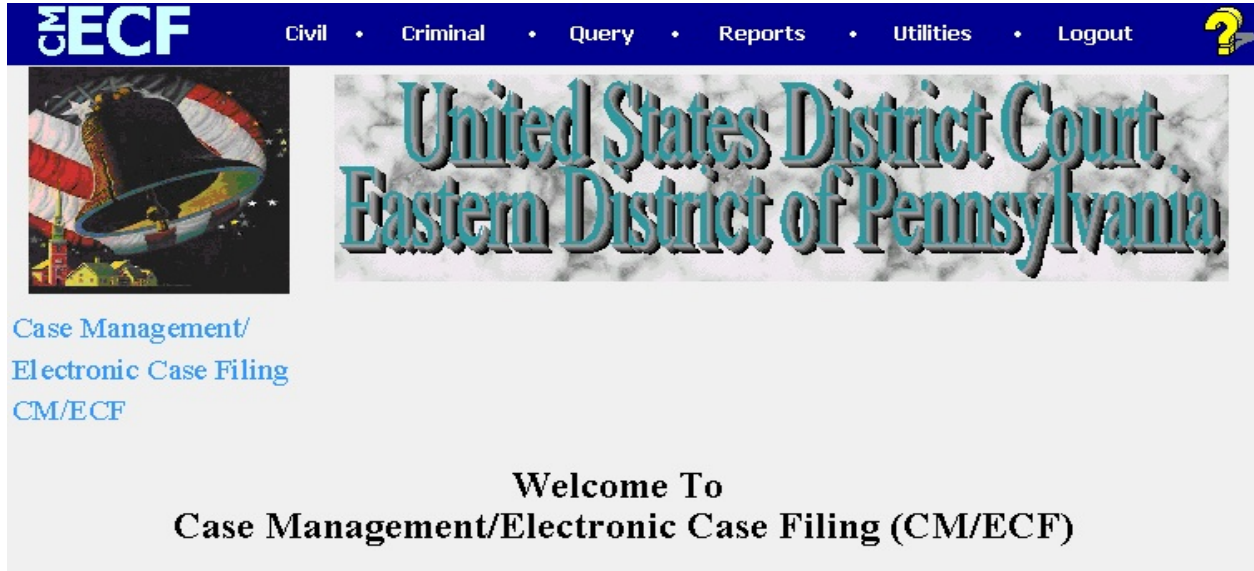 CM ECF Civil • Criminal • Query • Reports • Utilities • Logout ?
United States District Court
Eastern District of Pennsylvania
Case Management/
Electronic Case Filing
CM/ECF
Welcome To
Case Management/Electronic Case Filing (CM/ECF)